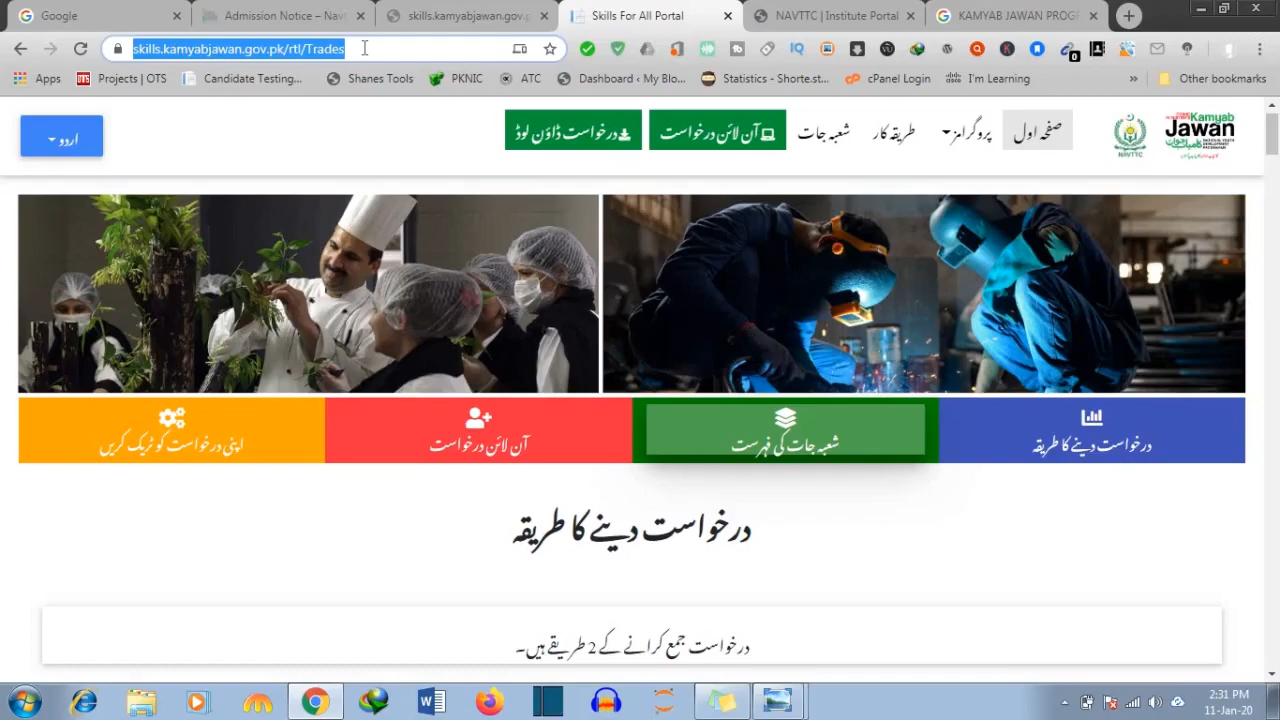 Google
Admission Notice – Navt
skills.kamyabjawan.gov.p
Skills For All Portal
NAVTTC | Institute Portal
KAMYAB JAWAN PROG
skills.kamyabjawan.gov.pk/rtl/Trades
Apps
Projects | OTS
Candidate Testing...
Shanes Tools
PKNIC
ATC
Dashboard ‹ My Blo...
Statistics - Shorte.st...
cPanel Login
I'm Learning
»
Other bookmarks
Kamyab
Jawan
NAVTTC
صفحہ اول
پروگرامز
طریقہ کار
شعبہ جات
آن لائن درخواست
درخواست ڈاؤن لوڈ
اردو
درخواست دینے کا طریقہ
شعبہ جات کی فہرست
آن لائن درخواست
اپنی درخواست کو ٹریک کریں
درخواست دینے کا طریقہ
درخواست جمع کرانے کے 2 طریقے ہیں۔
2:31 PM
11-Jan-20